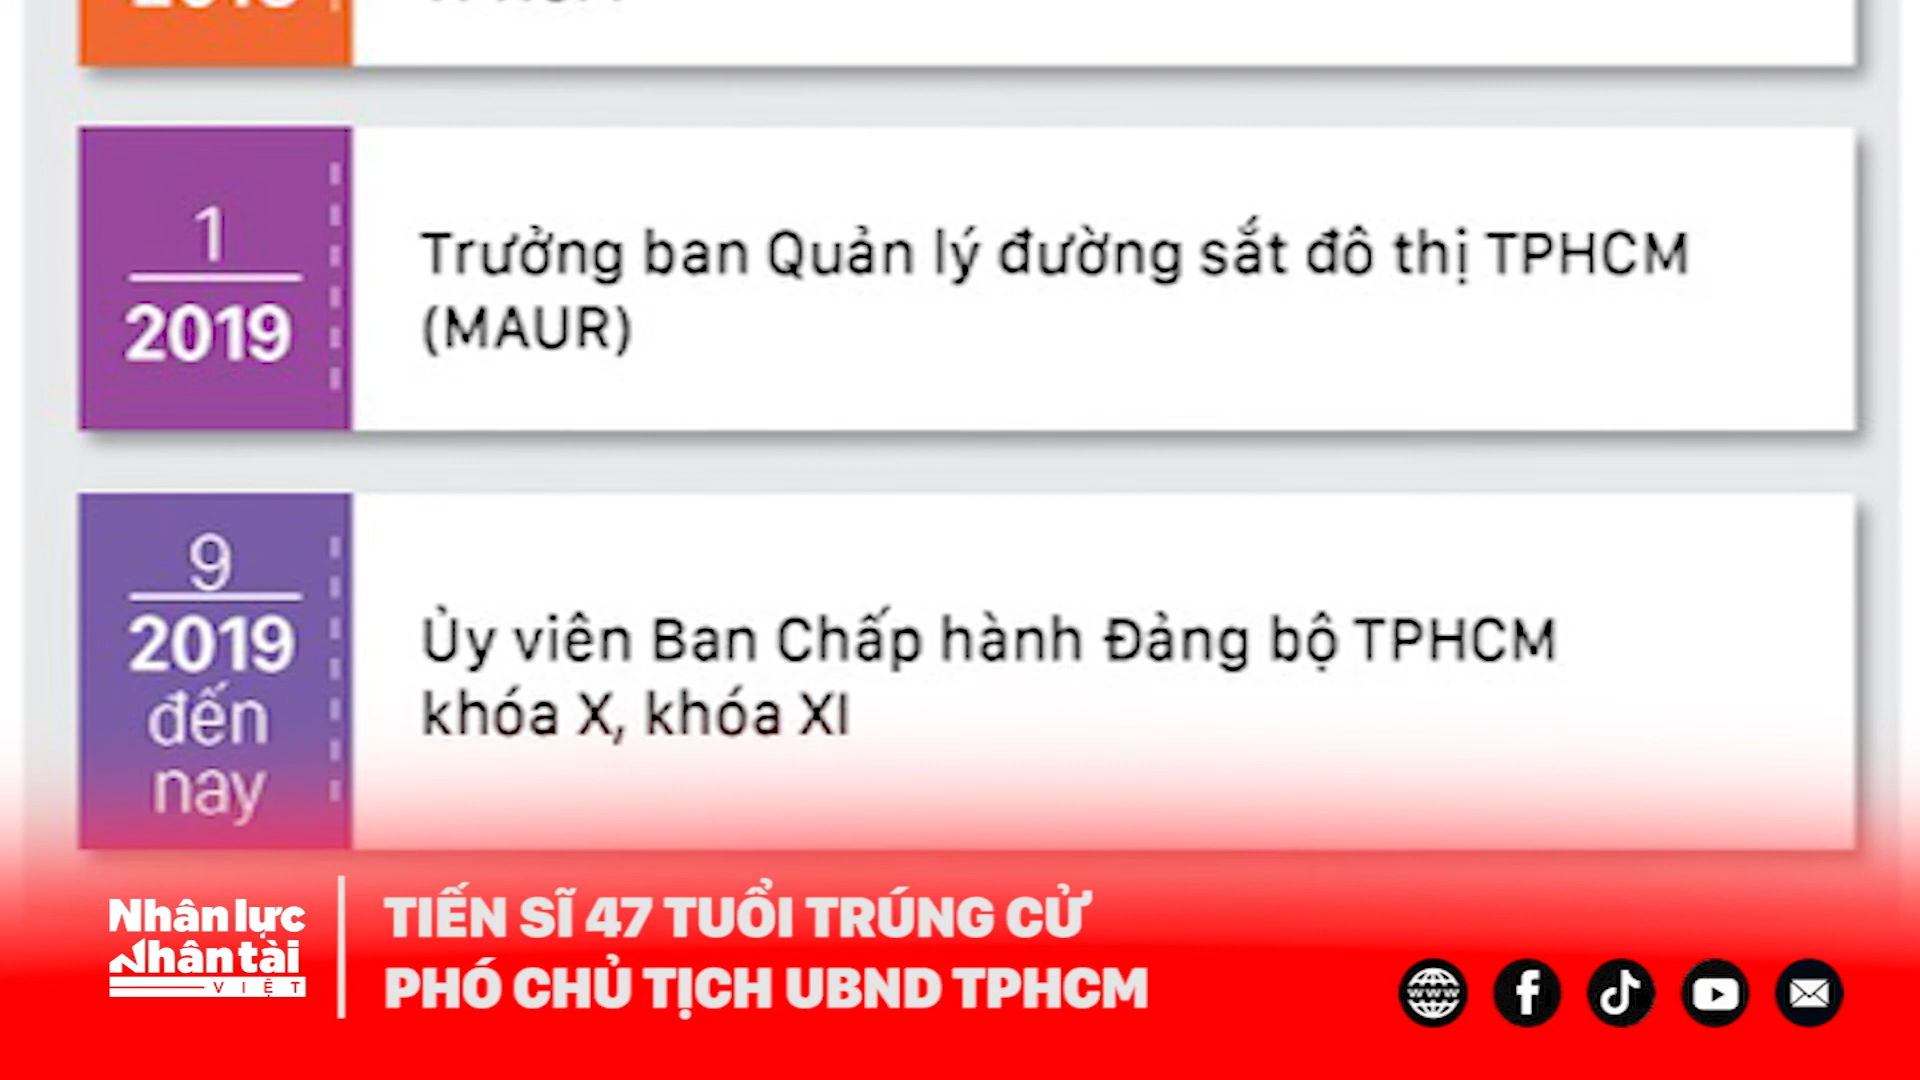 1
2019
Trưởng ban Quản lý đường sắt đô thị TPHCM
(MAUR)
9
2019
đến
nay
Ủy viên Ban Chấp hành Đảng bộ TPHCM
khóa X, khóa XI
Nhân lực
Nhân tài
VIỆT
TIẾN SĨ 47 TUỔI TRÚNG CỬ
PHÓ CHỦ TỊCH UBND TPHCM
www